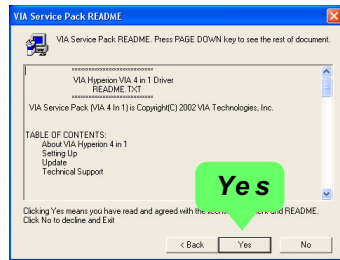 VIA Service Pack README
VIA Service Pack README. Press PAGE DOWN key to see the rest of document.
==========================
VIA Hyperion VIA 4 in 1 Driver
README.TXT
==========================
VIA Service Pack (VIA 4 In 1) is Copyright(C) 2002 VIA Technologies, Inc.
TABLE OF CONTENTS:
About VIA Hyperion 4 in 1
Setting Up
Update
Technical Support
Yes
Clicking Yes means you have read and agreed with the and README.
Click No to decline and Exit
< Back Yes No